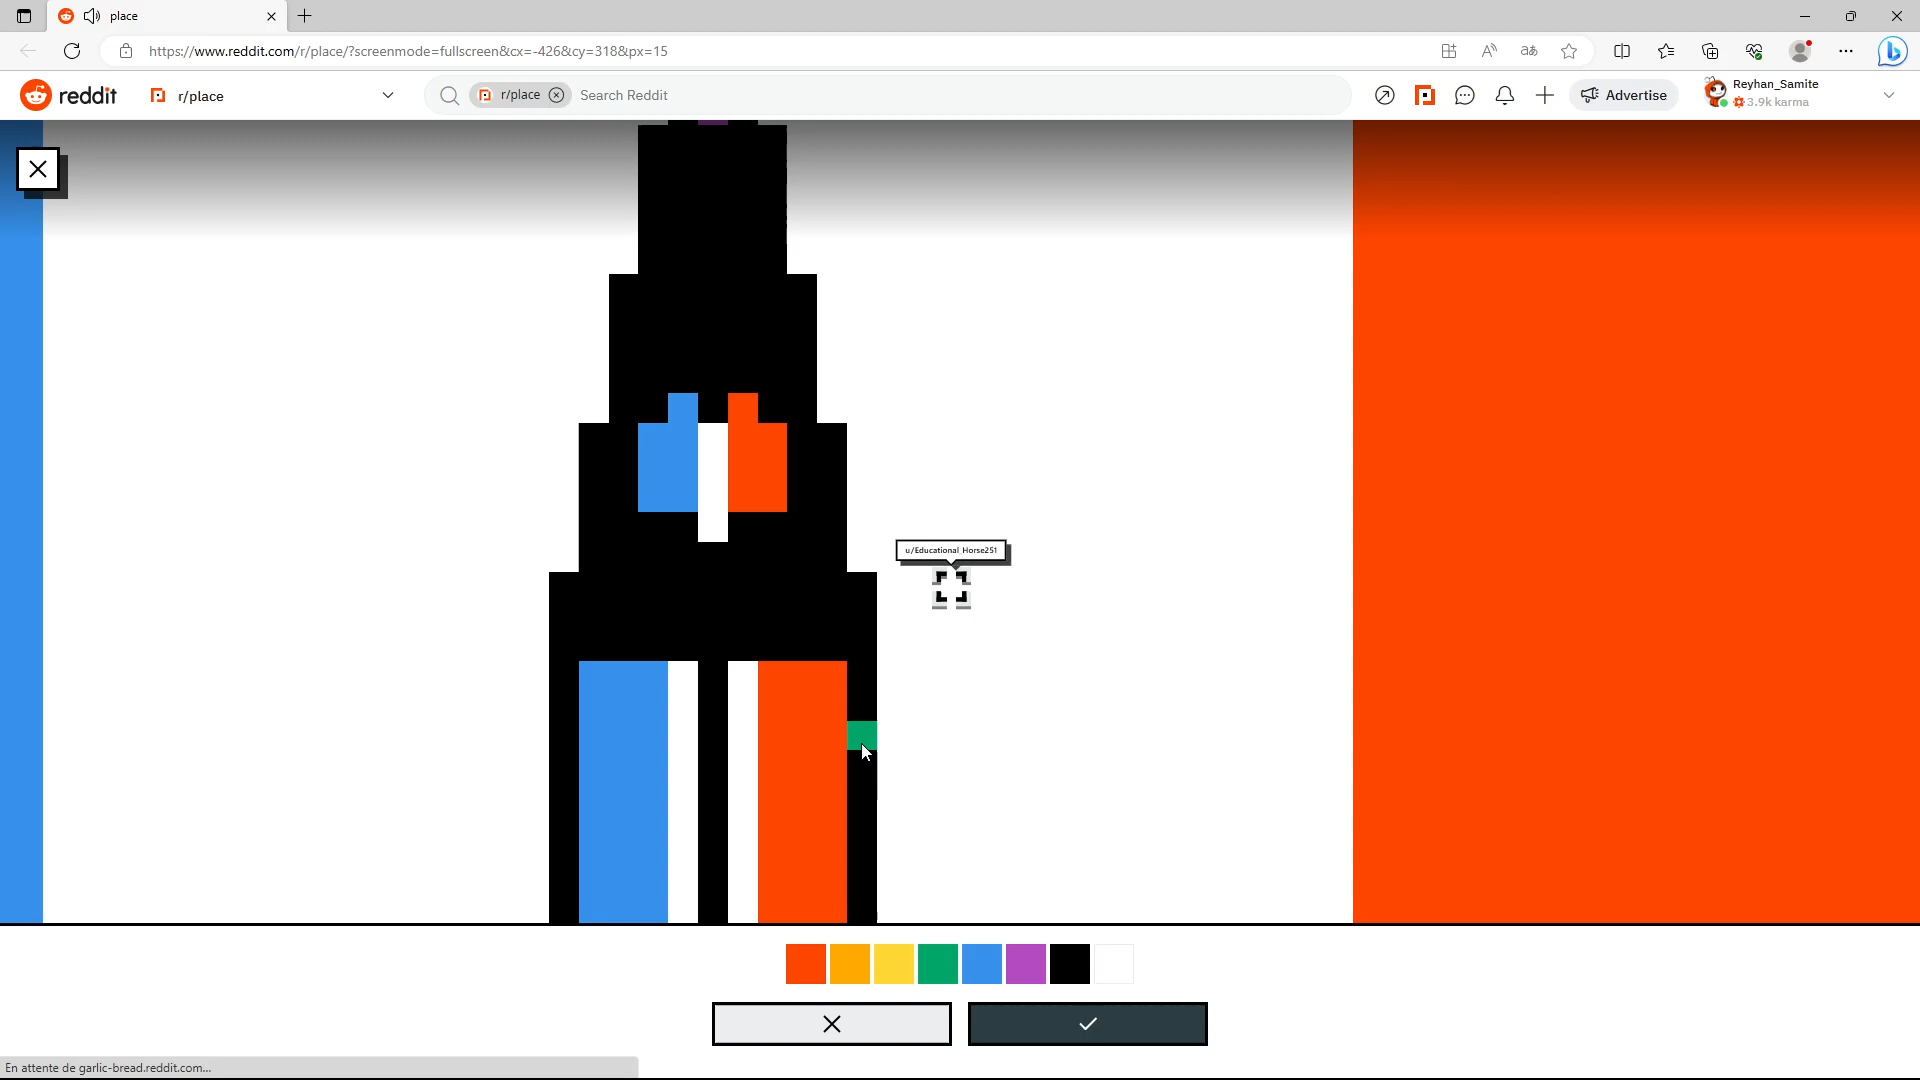 place
https://www.reddit.com/r/place/?screenmode=fullscreen&cx=-426&cy=318&px=15
reddit
r/place
r/place
Search Reddit
Advertise
Reyhan_Samite
3.9k karma
u/Educational_Horse251
En attente de garlic-bread.reddit.com...